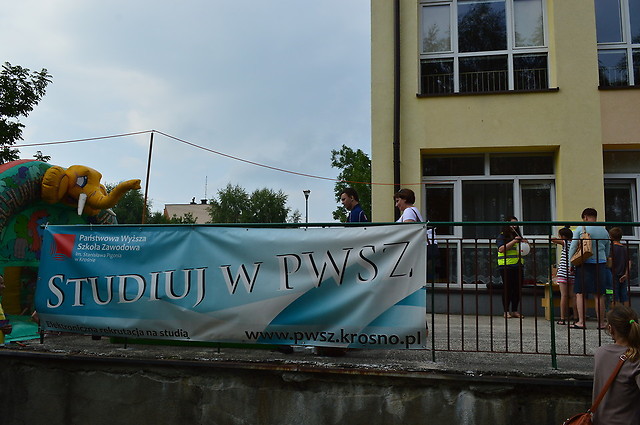 Państwowa Wyższa
Szkoła Zawodowa
im. Stanisława Pigonia
w Krośnie
STUDIUJ W PWSZ
Elektroniczna rekrutacja na studia
www.pwsz.krosno.pl